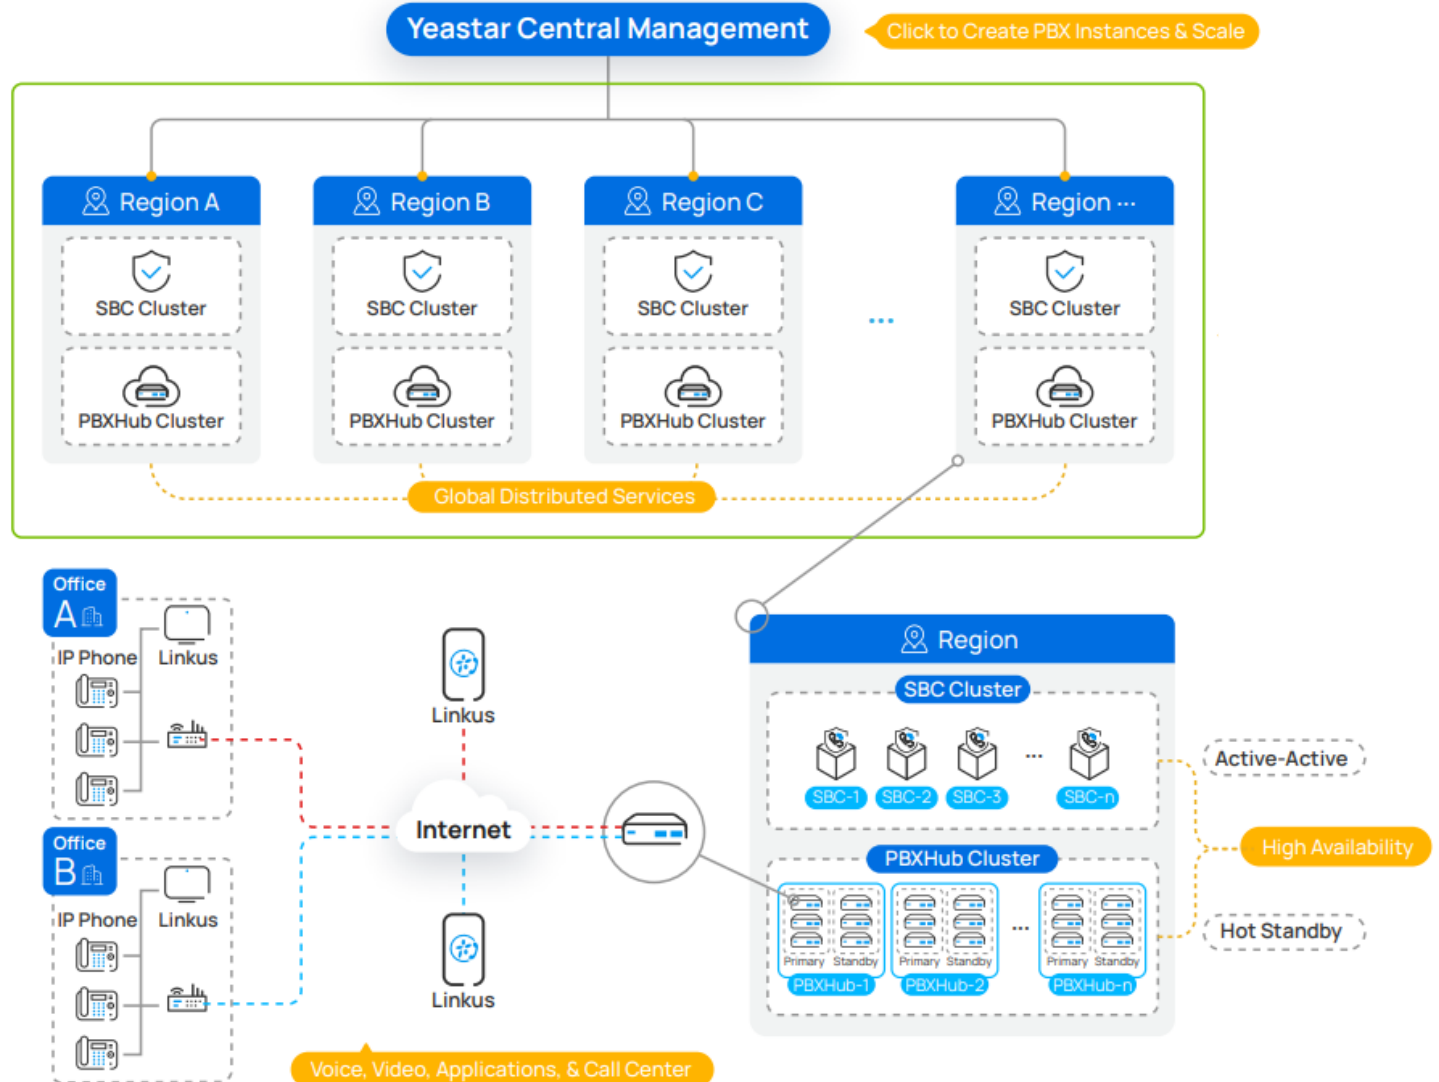 Yeastar Central Management
Click to Create PBX Instances & Scale
Region A
Region B
Region C
Region ···
SBC Cluster
SBC Cluster
SBC Cluster
SBC Cluster
...
PBXHub Cluster
PBXHub Cluster
PBXHub Cluster
PBXHub Cluster
Global Distributed Services
Office
A
IP Phone
Linkus
Office
B
IP Phone
Linkus
Linkus
Internet
Linkus
Voice, Video, Applications, & Call Center
Region
SBC Cluster
...
SBC-1
SBC-2
SBC-3
SBC-n
PBXHub Cluster
...
Primary
Standby
Primary
Standby
Primary
Standby
PBXHub-1
PBXHub-2
PBXHub-n
Active-Active
High Availability
Hot Standby